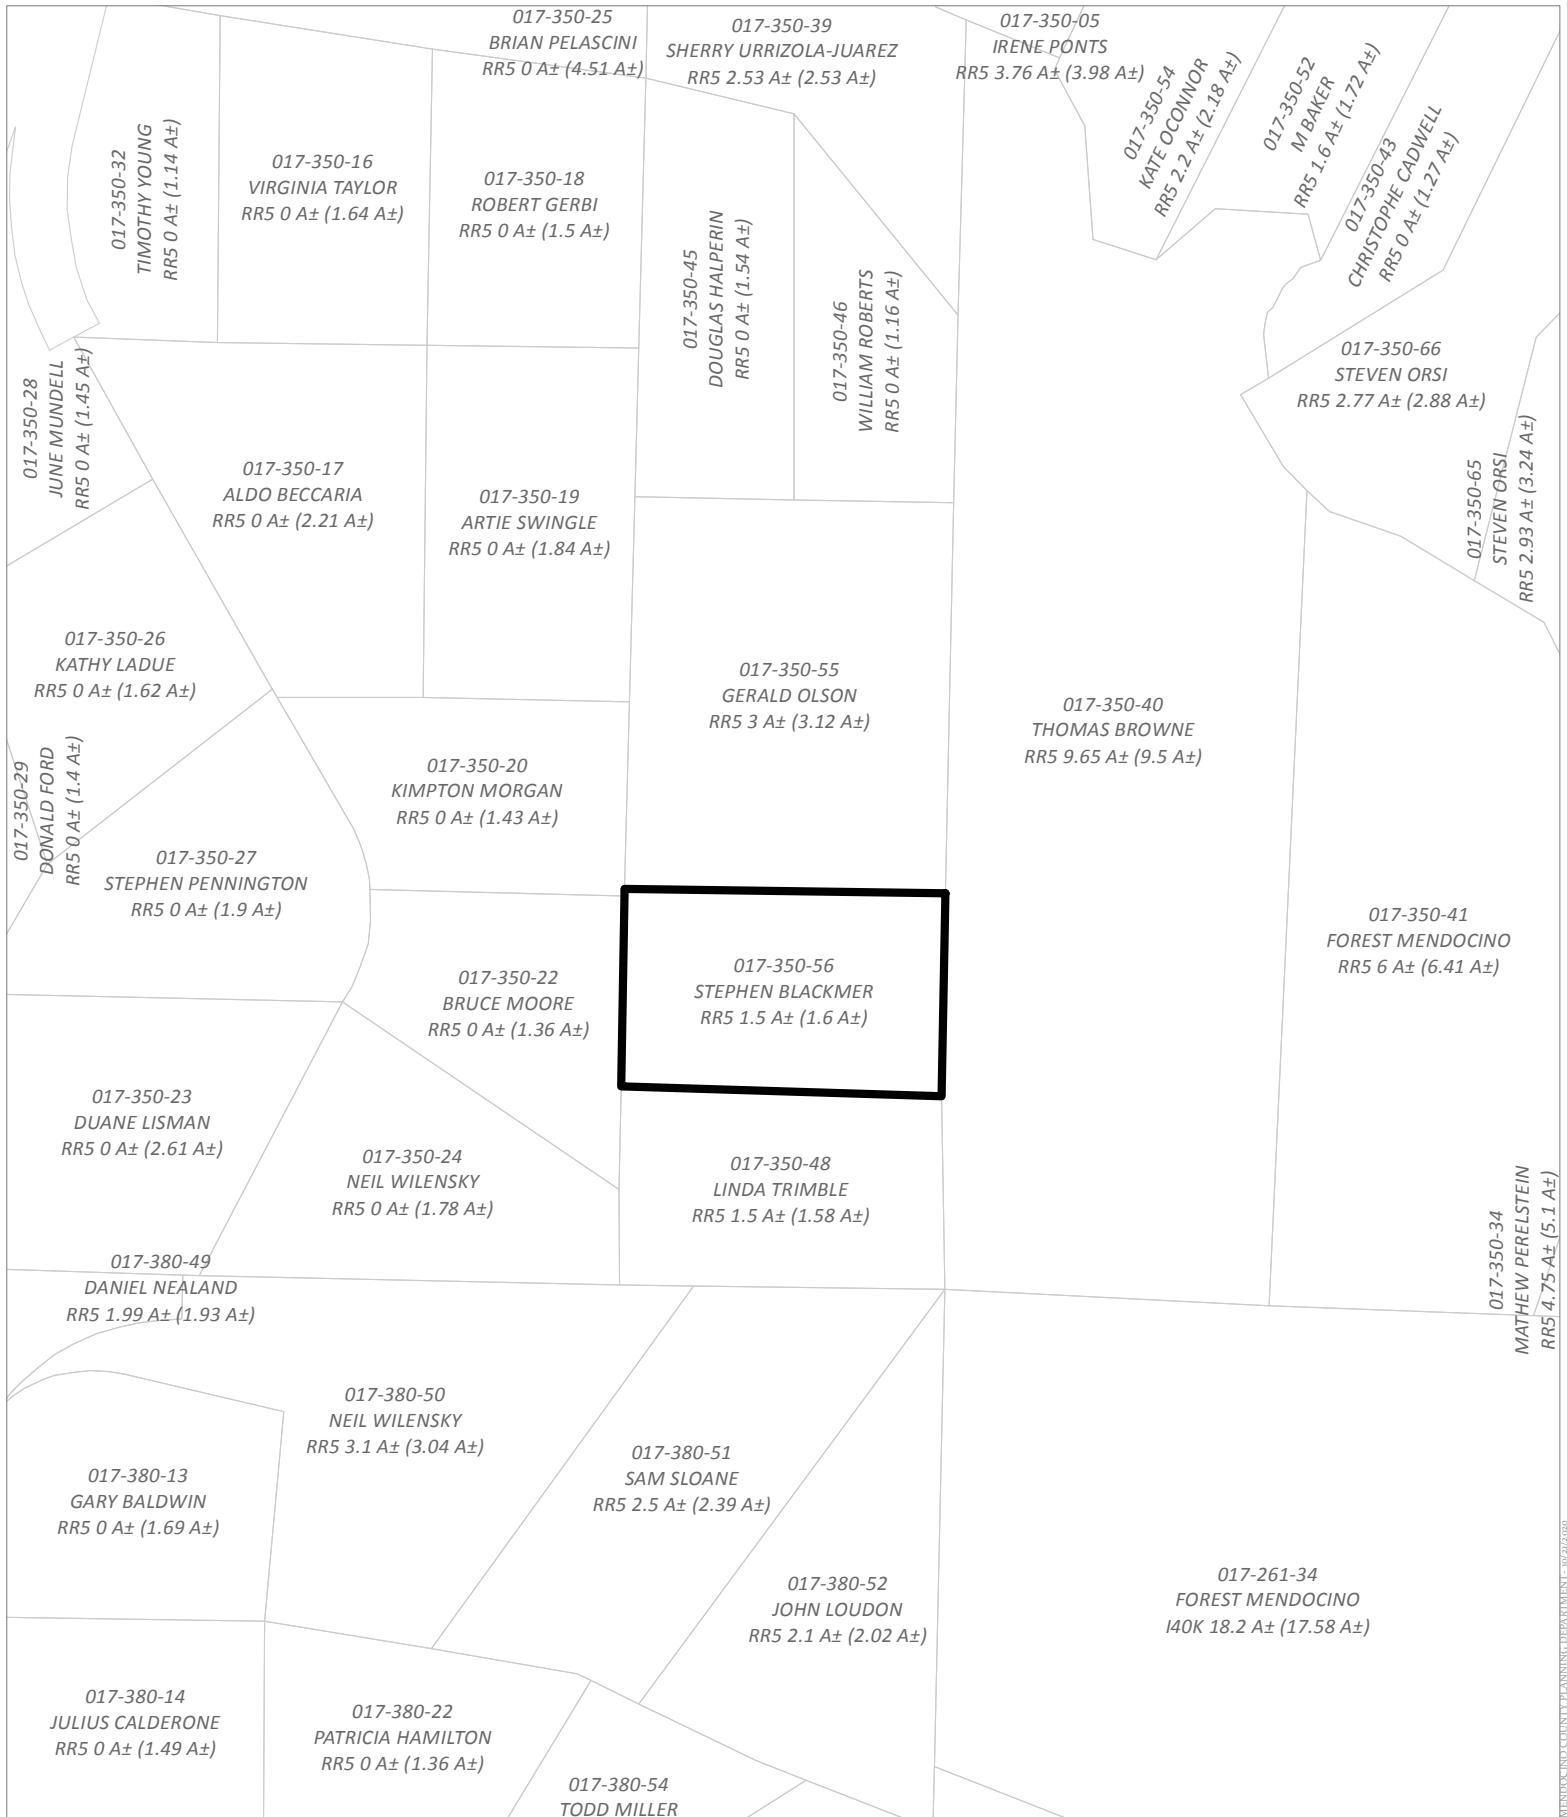 017-350-25
BRIAN PELASCINI
RR5 0 A± (4.51 A±)
017-350-39
SHERRY URRIZOLA-JUAREZ
RR5 2.53 A± (2.53 A±)
017-350-05
IRENE PONTS
RR5 3.76 A± (3.98 A±)
017-350-54
KATE OCONNOR
RR5 2.2 A± (2.18 A±)
017-350-52
M BAKER
RR5 1.6 A± (1.72 A±)
017-350-43
CHRISTOPHE CADWELL
RR5 0 A± (1.27 A±)
017-350-32
TIMOTHY YOUNG
RR5 0 A± (1.14 A±)
017-350-16
VIRGINIA TAYLOR
RR5 0 A± (1.64 A±)
017-350-18
ROBERT GERBI
RR5 0 A± (1.5 A±)
017-350-45
DOUGLAS HALPERIN
RR5 0 A± (1.54 A±)
017-350-46
WILLIAM ROBERTS
RR5 0 A± (1.16 A±)
017-350-66
STEVEN ORSI
RR5 2.77 A± (2.88 A±)
017-350-28
JUNE MUNDELL
RR5 0 A± (1.45 A±)
017-350-17
ALDO BECCARIA
RR5 0 A± (2.21 A±)
017-350-19
ARTIE SWINGLE
RR5 0 A± (1.84 A±)
017-350-65
STEVEN ORSI
RR5 2.93 A± (3.24 A±)
017-350-26
KATHY LADUE
RR5 0 A± (1.62 A±)
017-350-55
GERALD OLSON
RR5 3 A± (3.12 A±)
017-350-40
THOMAS BROWNE
RR5 9.65 A± (9.5 A±)
017-350-29
DONALD FORD
RR5 0 A± (1.4 A±)
017-350-20
KIMPTON MORGAN
RR5 0 A± (1.43 A±)
017-350-27
STEPHEN PENNINGTON
RR5 0 A± (1.9 A±)
017-350-41
FOREST MENDOCINO
RR5 6 A± (6.41 A±)
017-350-22
BRUCE MOORE
RR5 0 A± (1.36 A±)
017-350-56
STEPHEN BLACKMER
RR5 1.5 A± (1.6 A±)
017-350-23
DUANE LISMAN
RR5 0 A± (2.61 A±)
017-350-24
NEIL WILENSKY
RR5 0 A± (1.78 A±)
017-350-48
LINDA TRIMBLE
RR5 1.5 A± (1.58 A±)
017-350-34
MATHEW PERELSTEIN
RR5 4.75 A± (5.1 A±)
017-380-49
DANIEL NEALAND
RR5 1.99 A± (1.93 A±)
017-380-50
NEIL WILENSKY
RR5 3.1 A± (3.04 A±)
017-380-51
SAM SLOANE
RR5 2.5 A± (2.39 A±)
017-380-13
GARY BALDWIN
RR5 0 A± (1.69 A±)
017-380-52
JOHN LOUDON
RR5 2.1 A± (2.02 A±)
017-261-34
FOREST MENDOCINO
I40K 18.2 A± (17.58 A±)
017-380-14
JULIUS CALDERONE
RR5 0 A± (1.49 A±)
017-380-22
PATRICIA HAMILTON
RR5 0 A± (1.36 A±)
017-380-54
TODD MILLER
MENDOCINO COUNTY PLANNING DEPARTMENT - 10/21/2020